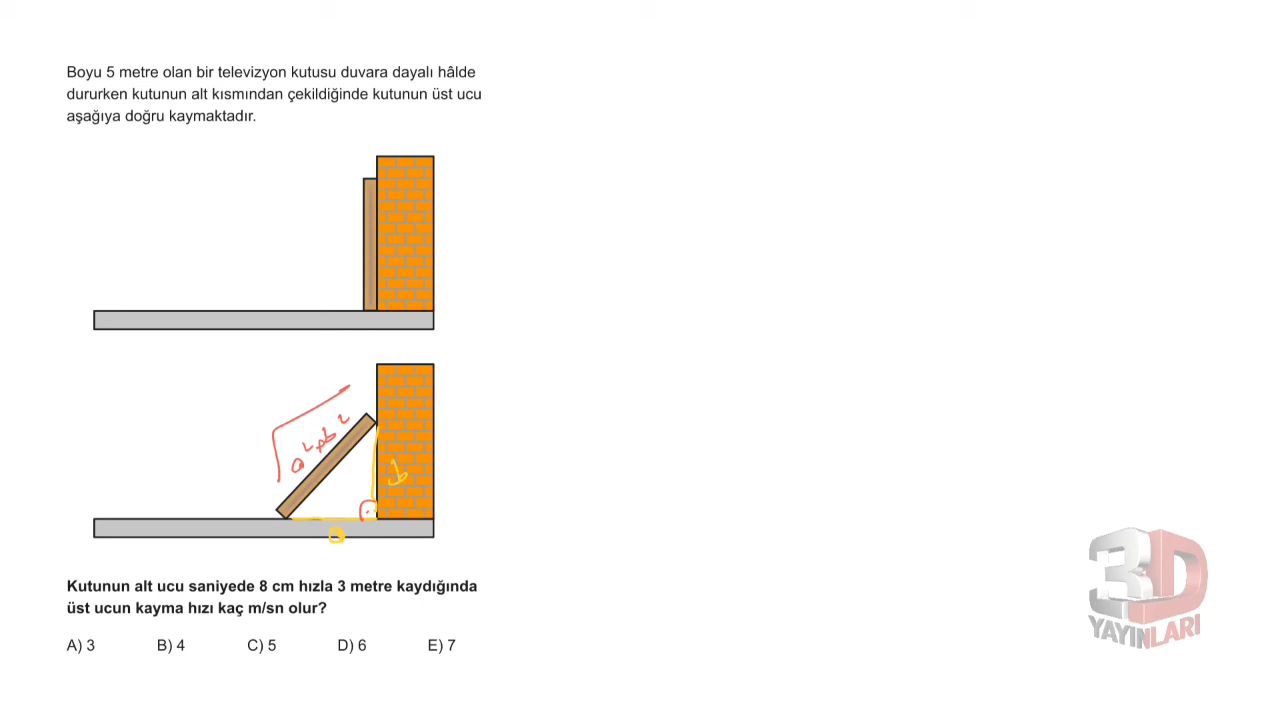 Boyu 5 metre olan bir televizyon kutusu duvara dayalı hâlde
dururken kutunun alt kısmından çekildiğinde kutunun üst ucu
aşağıya doğru kaymaktadır.
a²+b²
b
a
Kutunun alt ucu saniyede 8 cm hızla 3 metre kaydığında
üst ucun kayma hızı kaç m/sn olur?
A) 3 B) 4 C) 5 D) 6 E) 7
3D
YAYINLARI